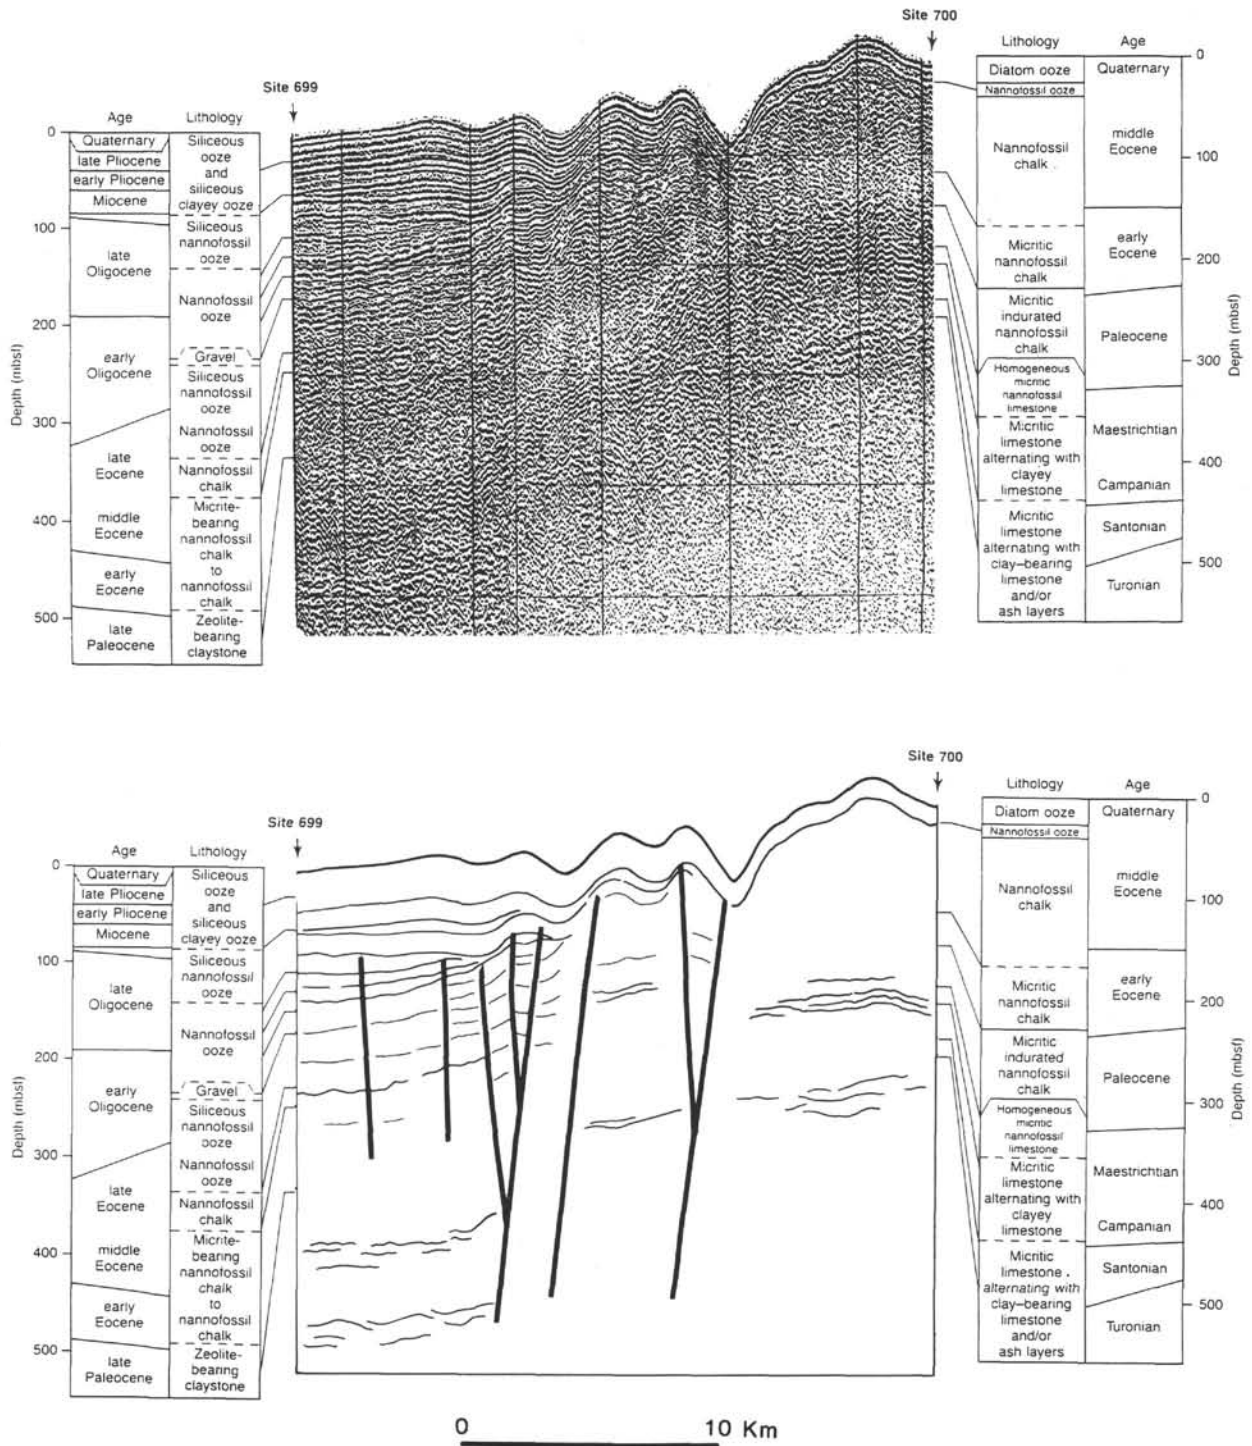 Site 700
Lithology
Age
0
Diatom ooze
Quaternary
Nannofossil ooze
Nannofossil
chalk
middle
Eocene
100
early
Eocene
Micritic
nannofossil
chalk
200
Micritic
indurated
nannofossil
chalk
Paleocene
300
Homogeneous
micritic
nannofossil
limestone
Micritic
limestone
alternating with
clayey
limestone
Maestrichtian
400
Campanian
Micritic
limestone
alternating with
clay-bearing
limestone
and/or
ash layers
Santonian
500
Turonian
Depth (mbsf)
Site 699
Age
Lithology
0
Quaternary
late Pliocene
early Pliocene
Miocene
Siliceous
ooze
and
siliceous
clayey ooze
100
late
Oligocene
Siliceous
nannofossil
ooze
Nannofossil
ooze
200
early
Oligocene
Gravel
Siliceous
nannofossil
ooze
300
Nannofossil
ooze
late
Eocene
Nannofossil
chalk
400
middle
Eocene
Micrite-
bearing
nannofossil
chalk
to
nannofossil
chalk
early
Eocene
500
late
Paleocene
Zeolite-
bearing
claystone
Depth (mbsf)
Site 700
Lithology
Age
0
Diatom ooze
Quaternary
Nannofossil ooze
Nannofossil
chalk
middle
Eocene
100
Micritic
nannofossil
chalk
early
Eocene
200
Micritic
indurated
nannofossil
chalk
Paleocene
300
Homogeneous
micritic
nannofossil
limestone
Micritic
limestone
alternating with
clayey
limestone
Maestrichtian
400
Campanian
Micritic
limestone
alternating with
clay-bearing
limestone
and/or
ash layers
Santonian
500
Turonian
Depth (mbsf)
Site 699
Age
Lithology
0
Quaternary
late Pliocene
early Pliocene
Miocene
Siliceous
ooze
and
siliceous
clayey ooze
100
late
Oligocene
Siliceous
nannofossil
ooze
Nannofossil
ooze
200
early
Oligocene
Gravel
Siliceous
nannofossil
ooze
300
Nannofossil
ooze
late
Eocene
Nannofossil
chalk
400
middle
Eocene
Micrite-
bearing
nannofossil
chalk
to
nannofossil
chalk
early
Eocene
500
late
Paleocene
Zeolite-
bearing
claystone
Depth (mbsf)
0
10 Km